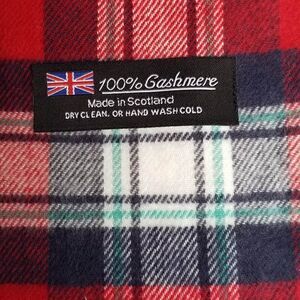 100% Cashmere
Made in Scotland
DRY CLEAN. OR HAND WASH COLD